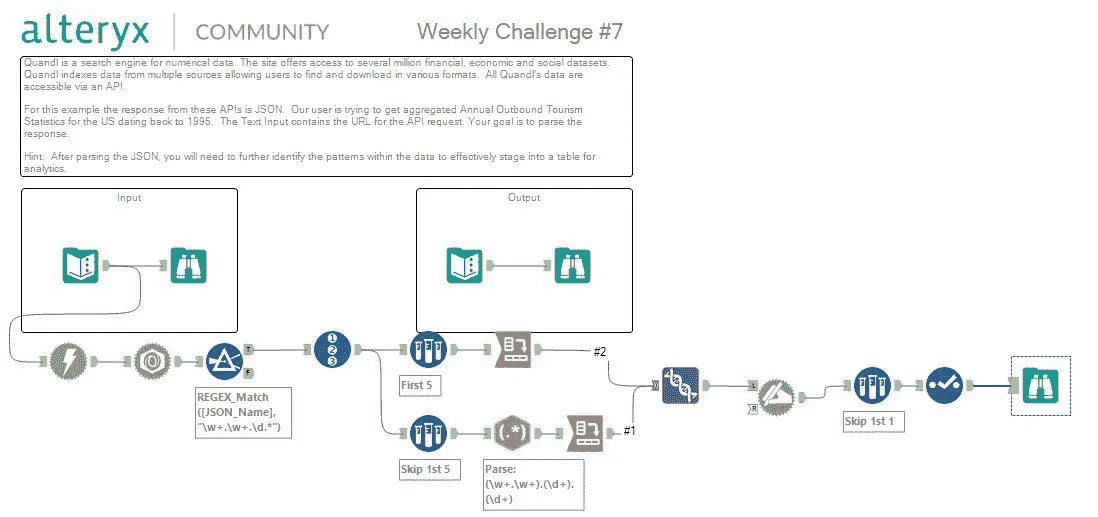 alteryx COMMUNITY Weekly Challenge #7
Quandl is a search engine for numerical data. The site offers access to several million financial, economic and social datasets.
Quandl indexes data from multiple sources allowing users to find and download in various formats. All Quandl's data are
accessible via an API.
For this example the response from these APIs is JSON. Our user is trying to get aggregated Annual Outbound Tourism
Statistics for the US dating back to 1995. The Text Input contains the URL for the API request. Your goal is to parse the
response.
Hint: After parsing the JSON, you will need to further identify the patterns within the data to effectively stage into a table for
analytics.
Input
Output
T
F
1
2
3
#2
First 5
REGEX_Match
([JSON_Name],
"\w+.\w+.\d.*")
L
R
Skip 1st 1
(.*)
#1
Skip 1st 5
Parse:
(\w+.\w+).(\d+).
(\d+)